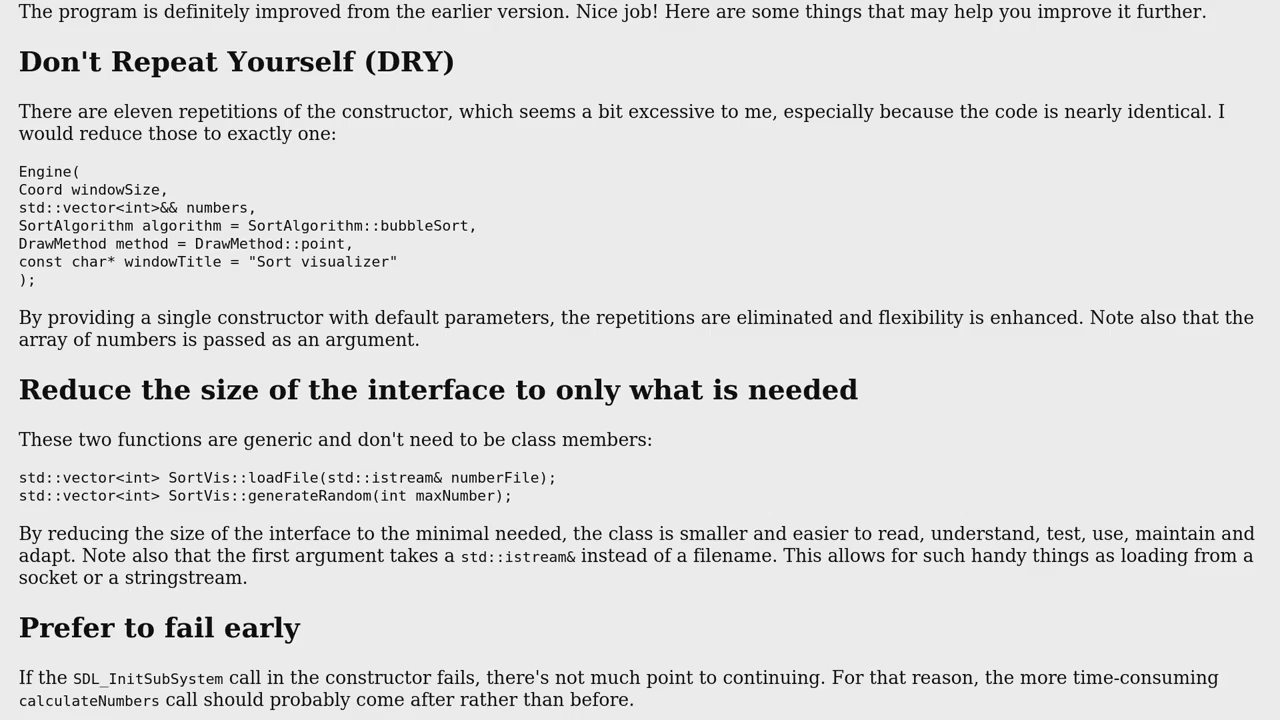 The program is definitely improved from the earlier version. Nice job! Here are some things that may help you improve it further.
Don't Repeat Yourself (DRY)
There are eleven repetitions of the constructor, which seems a bit excessive to me, especially because the code is nearly identical. I
would reduce those to exactly one:
Engine(
Coord windowSize,
std::vector<int>&& numbers,
SortAlgorithm algorithm = SortAlgorithm::bubbleSort,
DrawMethod method = DrawMethod::point,
const char* windowTitle = "Sort visualizer"
);
By providing a single constructor with default parameters, the repetitions are eliminated and flexibility is enhanced. Note also that the
array of numbers is passed as an argument.
Reduce the size of the interface to only what is needed
These two functions are generic and don't need to be class members:
std::vector<int> SortVis::loadFile(std::istream& numberFile);
std::vector<int> SortVis::generateRandom(int maxNumber);
By reducing the size of the interface to the minimal needed, the class is smaller and easier to read, understand, test, use, maintain and
adapt. Note also that the first argument takes a std::istream& instead of a filename. This allows for such handy things as loading from a
socket or a stringstream.
Prefer to fail early
If the SDL_InitSubSystem call in the constructor fails, there's not much point to continuing. For that reason, the more time-consuming
calculateNumbers call should probably come after rather than before.